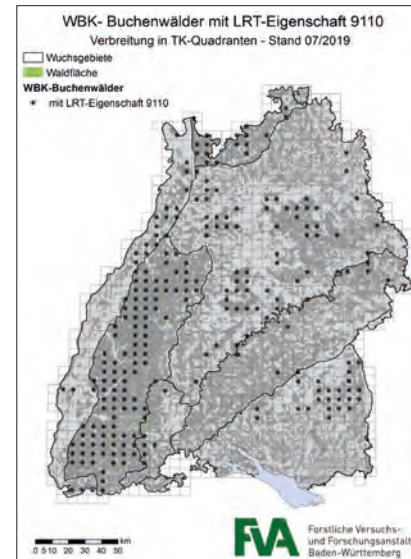 WBK- Buchenwälder mit LRT-Eigenschaft 9110
Verbreitung in TK-Quadranten - Stand 07/2019
Wuchsgebiete
Waldfläche
WBK-Buchenwälder
mit LRT-Eigenschaft 9110
km
0 5 10 20 30 40 50
FVA
Forstliche Versuchs-
und Forschungsanstalt
Baden-Württemberg